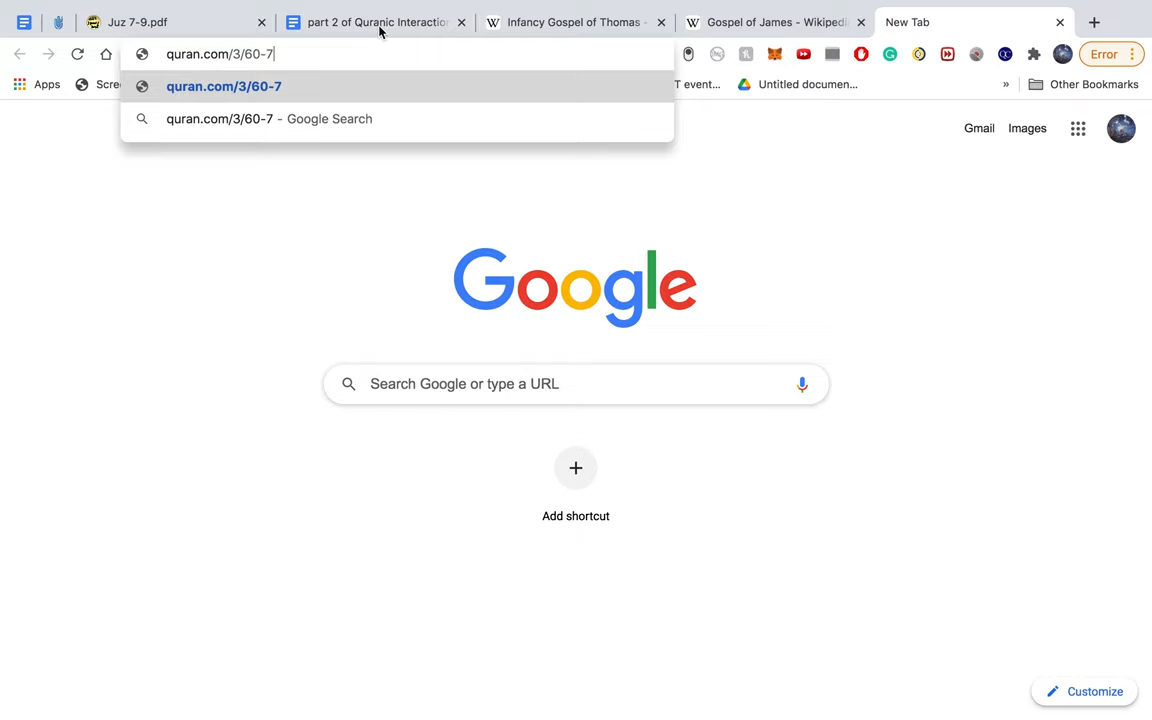 Juz 7-9.pdf
part 2 of Quranic Interaction
Infancy Gospel of Thomas -
Gospel of James - Wikipedi
New Tab
quran.com/3/60-7
Error
Apps
Scre
T event...
Untitled documen...
»
Other Bookmarks
quran.com/3/60-7
quran.com/3/60-7 - Google Search
Gmail
Images
Google
Search Google or type a URL
Add shortcut
Customize